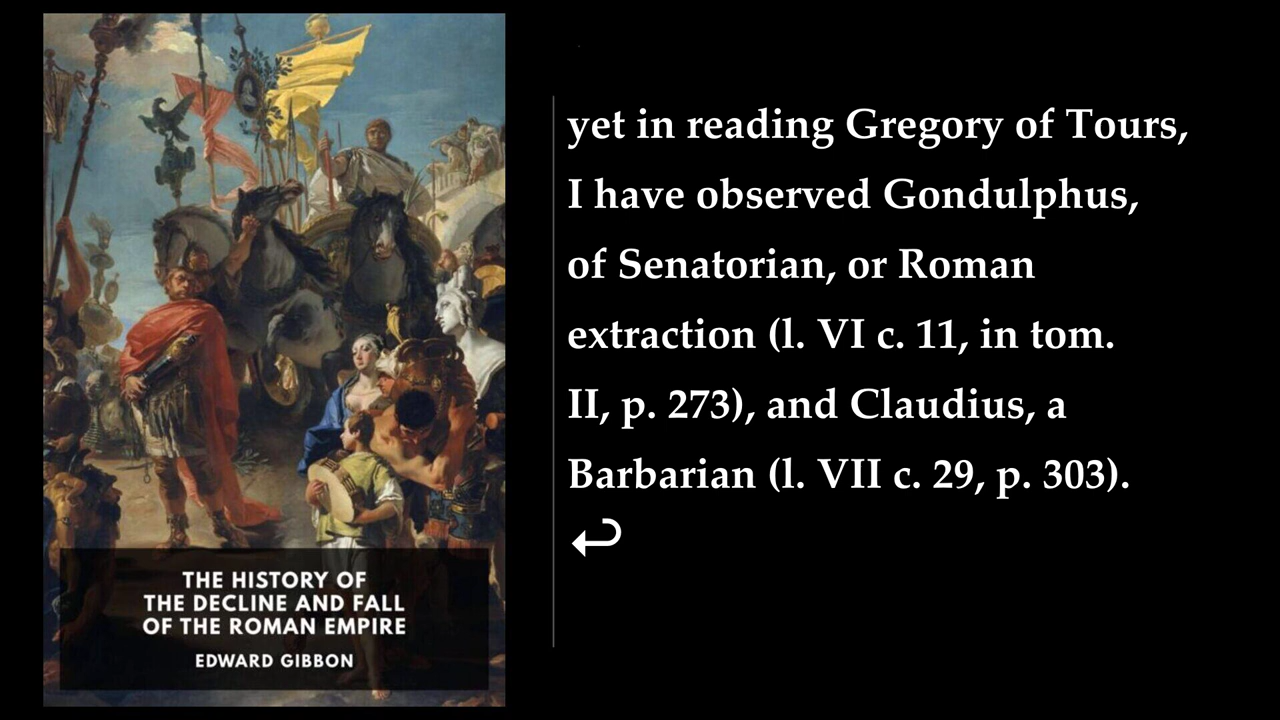 THE HISTORY OF
THE DECLINE AND FALL
OF THE ROMAN EMPIRE
EDWARD GIBBON
yet in reading Gregory of Tours,
I have observed Gondulphus,
of Senatorian, or Roman
extraction (l. VI c. 11, in tom.
II, p. 273), and Claudius, a
Barbarian (l. VII c. 29, p. 303).
↩